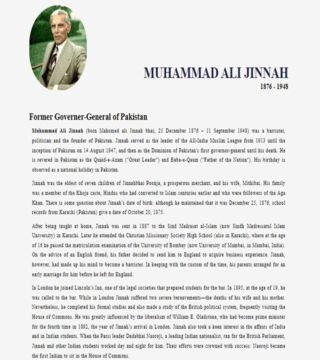 MUHAMMAD ALI JINNAH
1876 - 1948
Former Governer-General of Pakistan
Muhammad Ali Jinnah (born Mahomed ali Jinnah bhai; 25 December 1876 – 11 September 1948) was a barrister,
politician and the founder of Pakistan. Jinnah served as the leader of the All-India Muslim League from 1913 until the
inception of Pakistan on 14 August 1947, and then as the Dominion of Pakistan's first governor-general until his death. He
is revered in Pakistan as the Quaid-e-Azam ("Great Leader") and Baba-e-Qaum ("Father of the Nation"). His birthday is
observed as a national holiday in Pakistan.
Jinnah was the eldest of seven children of Jinnahbhai Poonja, a prosperous merchant, and his wife, Mithibai. His family
was a member of the Khoja caste, Hindus who had converted to Islam centuries earlier and who were followers of the Aga
Khan. There is some question about Jinnah's date of birth: although he maintained that it was December 25, 1876, school
records from Karachi (Pakistan) give a date of October 20, 1875.
After being taught at home, Jinnah was sent in 1887 to the Sind Madrasat al-Islam (now Sindh Madressatul Islam
University) in Karachi. Later he attended the Christian Missionary Society High School (also in Karachi), where at the age
of 16 he passed the matriculation examination of the University of Bombay (now University of Mumbai, in Mumbai, India).
On the advice of an English friend, his father decided to send him to England to acquire business experience. Jinnah,
however, had made up his mind to become a barrister. In keeping with the custom of the time, his parents arranged for an
early marriage for him before he left for England.
In London he joined Lincoln's Inn, one of the legal societies that prepared students for the bar. In 1895, at the age of 19, he
was called to the bar. While in London Jinnah suffered two severe bereavements—the deaths of his wife and his mother.
Nevertheless, he completed his formal studies and also made a study of the British political system, frequently visiting the
House of Commons. He was greatly influenced by the liberalism of William E. Gladstone, who had become prime minister
for the fourth time in 1892, the year of Jinnah's arrival in London. Jinnah also took a keen interest in the affairs of India
and in Indian students. When the Parsi leader Dadabhai Naoroji, a leading Indian nationalist, ran for the British Parliament,
Jinnah and other Indian students worked day and night for him. Their efforts were crowned with success. Naoroji became
the first Indian to sit in the House of Commons.